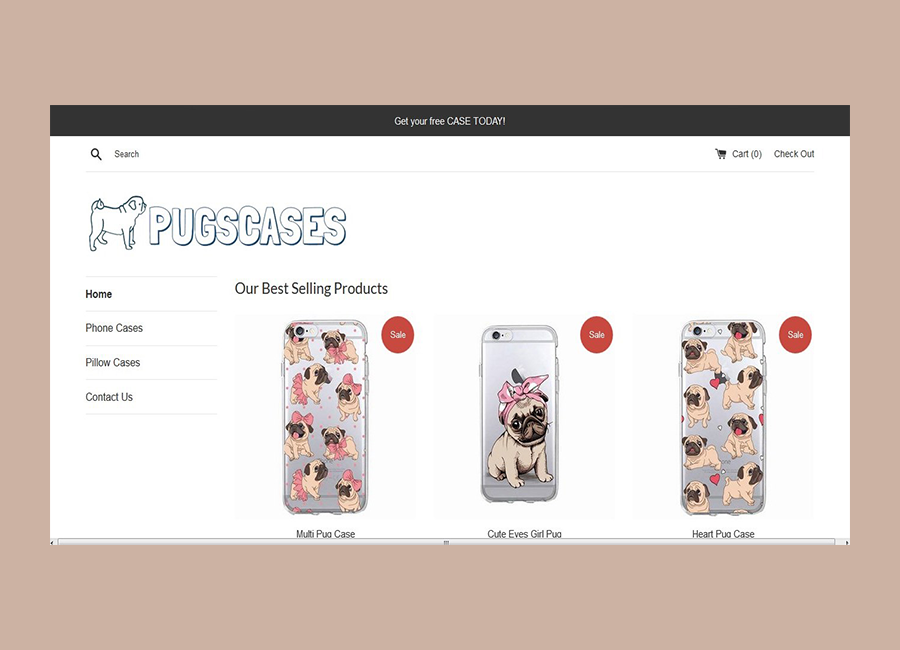 Get your free CASE TODAY!
Search
Cart (0) Check Out
PUGSCASES
Home
Phone Cases
Pillow Cases
Contact Us
Our Best Selling Products
Sale
Sale
Sale
Multi Pug Case
Cute Eyes Girl Pug
Heart Pug Case